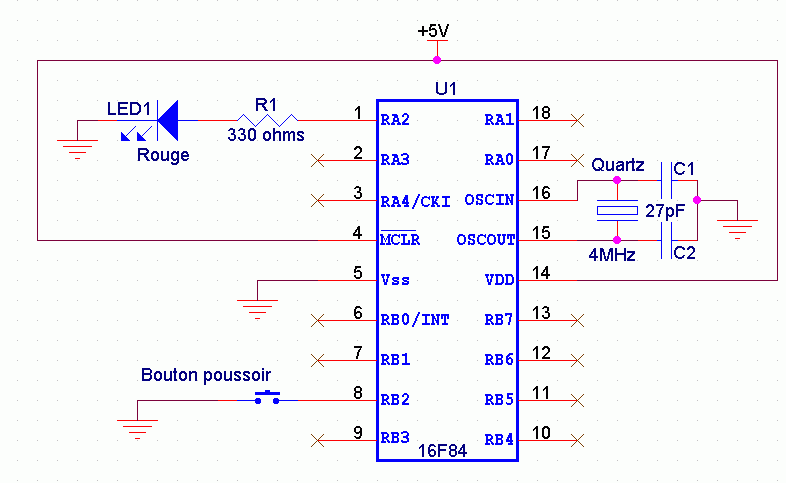 +5V
U1
LED1
Rouge
R1
330 ohms
1 RA2
2 RA3
3 RA4/CKI
4 MCLR
5 Vss
6 RB0/INT
7 RB1
Bouton poussoir
8 RB2
9 RB3
16F84
RA1 18
RA0 17
OSCIN 16
OSCOUT 15
VDD 14
RB7 13
RB6 12
RB5 11
RB4 10
Quartz
4MHz
C1
27pF
C2